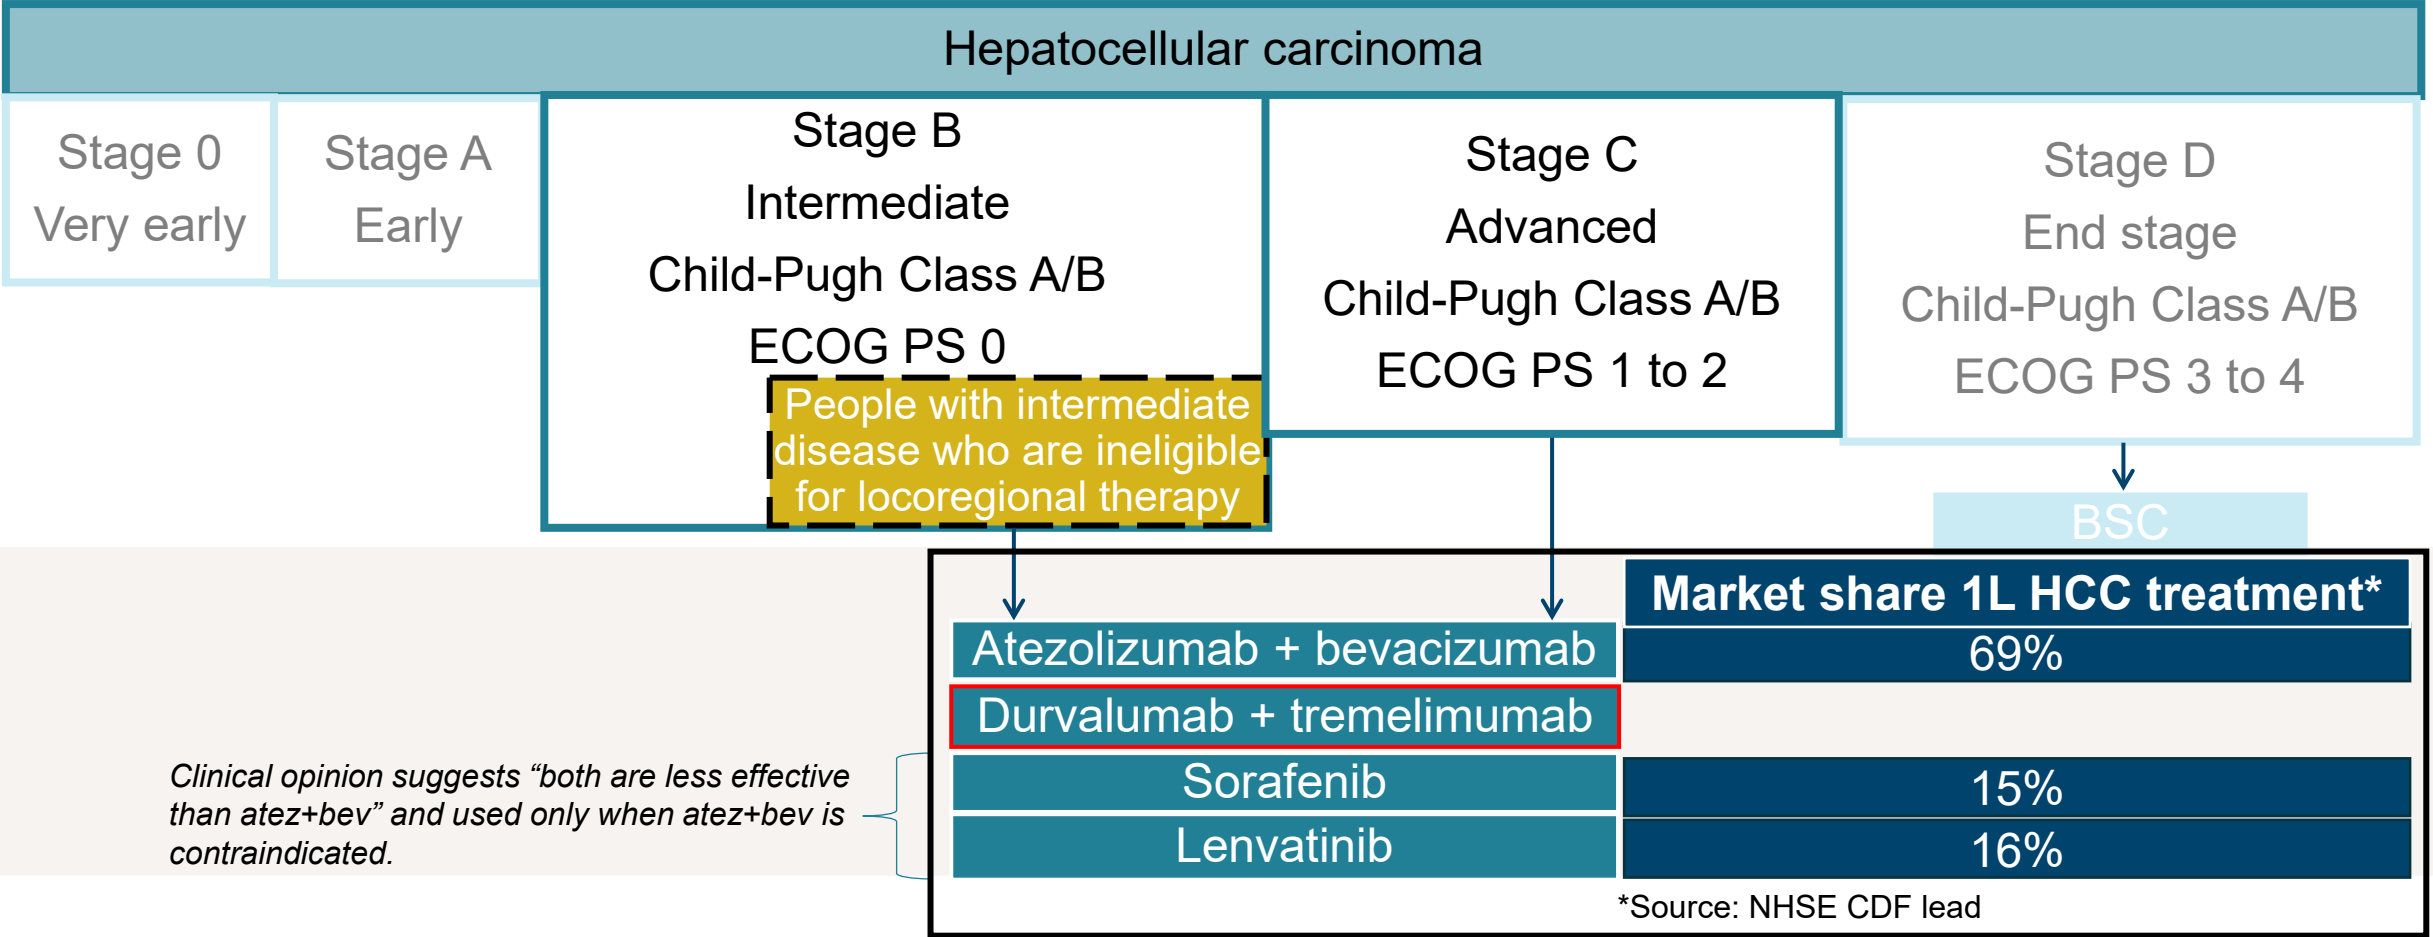 Hepatocellular carcinoma
Stage 0
Very early
Stage A
Early
Stage B
Intermediate
Child-Pugh Class A/B
ECOG PS 0
People with intermediate
disease who are ineligible
for locoregional therapy
Stage C
Advanced
Child-Pugh Class A/B
ECOG PS 1 to 2
Stage D
End stage
Child-Pugh Class A/B
ECOG PS 3 to 4
BSC
Market share 1L HCC treatment*
Atezolizumab + bevacizumab
69%
Durvalumab + tremelimumab
Sorafenib
15%
Lenvatinib
16%
Clinical opinion suggests “both are less effective
than atez+bev” and used only when atez+bev is
contraindicated.
*Source: NHSE CDF lead